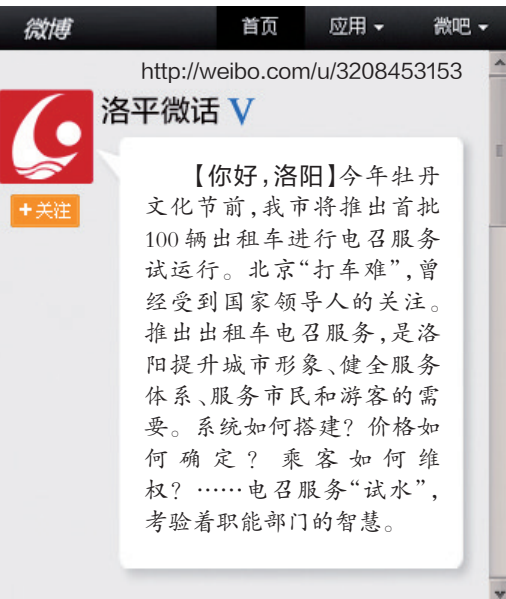 微博 首页 应用 微吧
http://weibo.com/u/3208453153
洛平微话 V
+关注
【你好,洛阳】今年牡丹
文化节前,我市将推出首批
100辆出租车进行电召服务
试运行。北京“打车难”,曾
经受到国家领导人的关注。
推出出租车电召服务,是洛
阳提升城市形象、健全服务
体系、服务市民和游客的需
要。系统如何搭建?价格如
何确定?乘客如何维
权?……电召服务“试水”,
考验着职能部门的智慧。